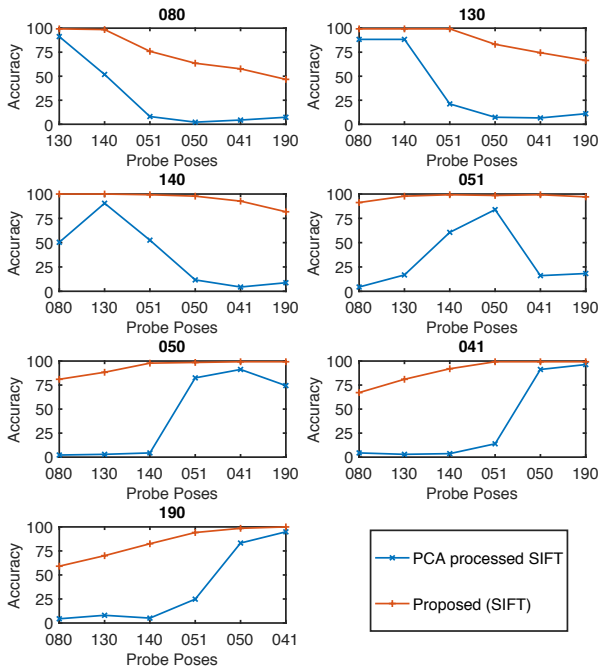 080
Accuracy
100
75
50
25
0
130 140 051 050 041 190
Probe Poses
130
Accuracy
100
75
50
25
0
080 140 051 050 041 190
Probe Poses
140
Accuracy
100
75
50
25
0
080 130 051 050 041 190
Probe Poses
051
Accuracy
100
75
50
25
0
080 130 140 050 041 190
Probe Poses
050
Accuracy
100
75
50
25
0
080 130 140 051 041 190
Probe Poses
041
Accuracy
100
75
50
25
0
080 130 140 051 050 190
Probe Poses
190
Accuracy
100
75
50
25
0
080 130 140 051 050 041
Probe Poses
PCA processed SIFT
Proposed (SIFT)